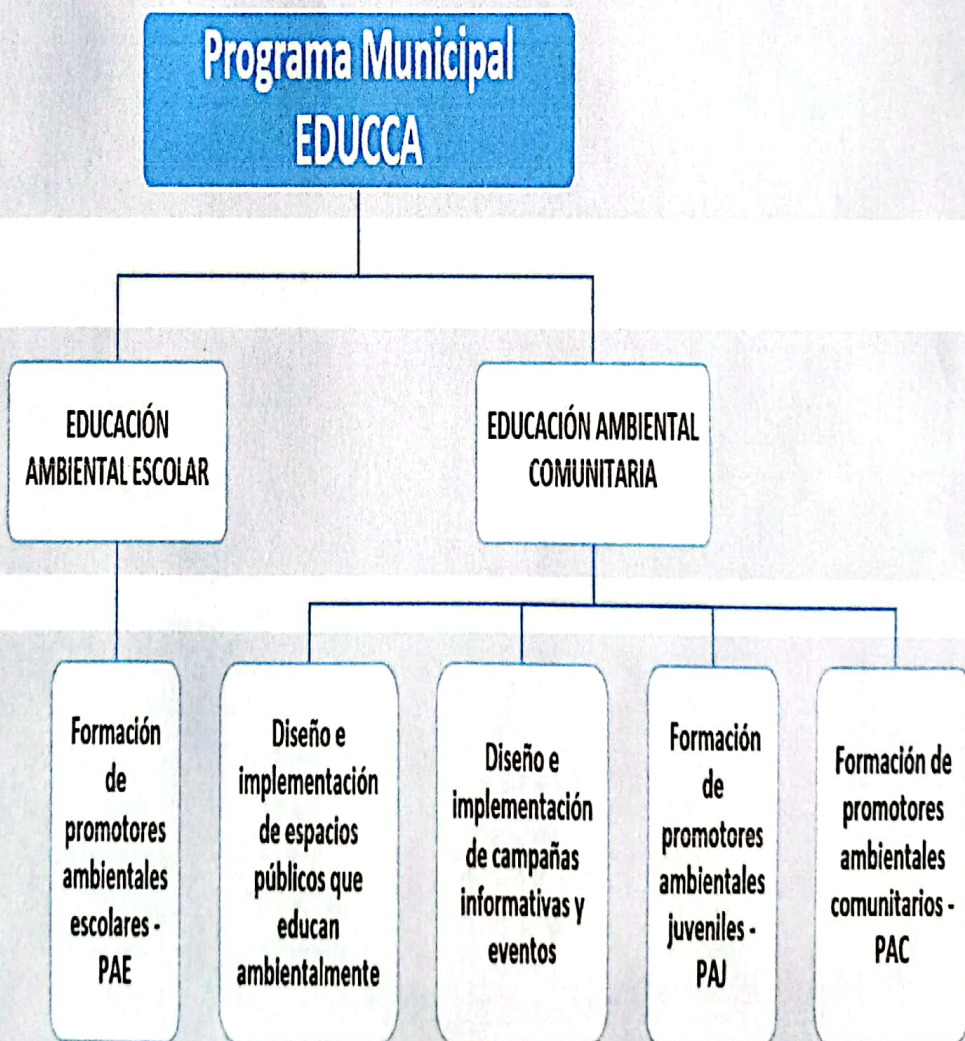 Programa Municipal
EDUCCA
EDUCACIÓN
AMBIENTAL ESCOLAR
EDUCACIÓN AMBIENTAL
COMUNITARIA
Formación
de
promotores
ambientales
escolares -
PAE
Diseño e
implementación
de espacios
públicos que
educan
ambientalmente
Diseño e
implementación
de campañas
informativas y
eventos
Formación
de
promotores
ambientales
juveniles -
PAJ
Formación de
promotores
ambientales
comunitarios -
PAC